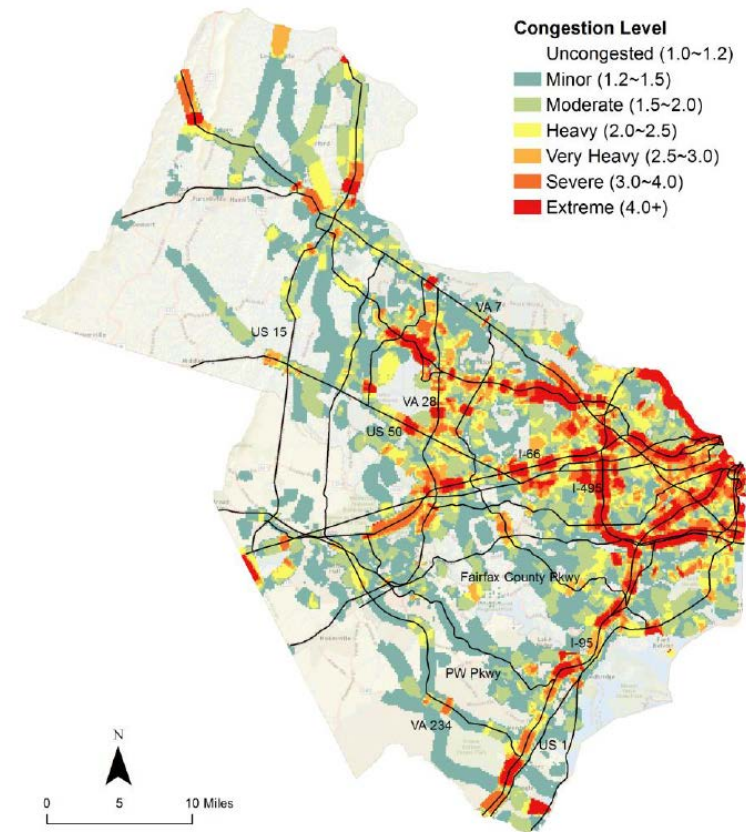 Congestion Level
Uncongested (1.0~1.2)
Minor (1.2~1.5)
Moderate (1.5~2.0)
Heavy (2.0~2.5)
Very Heavy (2.5~3.0)
Severe (3.0~4.0)
Extreme (4.0+)
VA 7
US 15
VA 28
US 50
I-66
I-495
Fairfax County Pkwy
I-95
PW Pkwy
VA 234
US 1
N
0 5 10 Miles